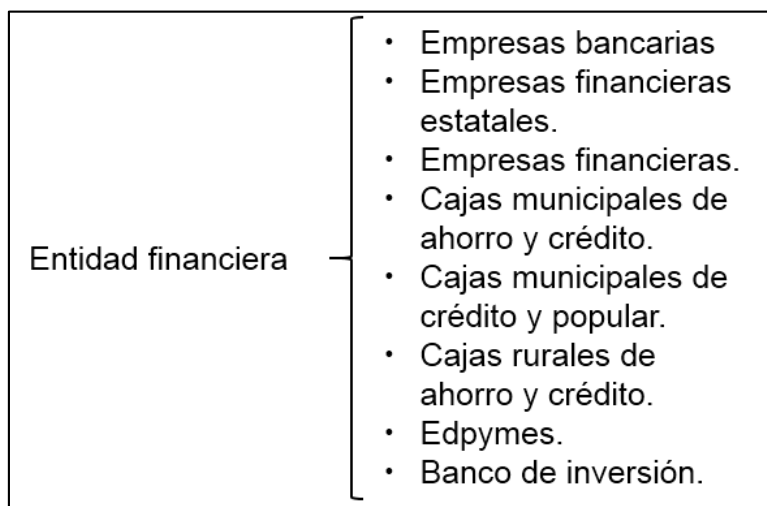 Entidad financiera
· Empresas bancarias
· Empresas financieras
estatales.
· Empresas financieras.
· Cajas municipales de
ahorro y crédito.
· Cajas municipales de
crédito y popular.
· Cajas rurales de
ahorro y crédito.
· Edpymes.
· Banco de inversión.